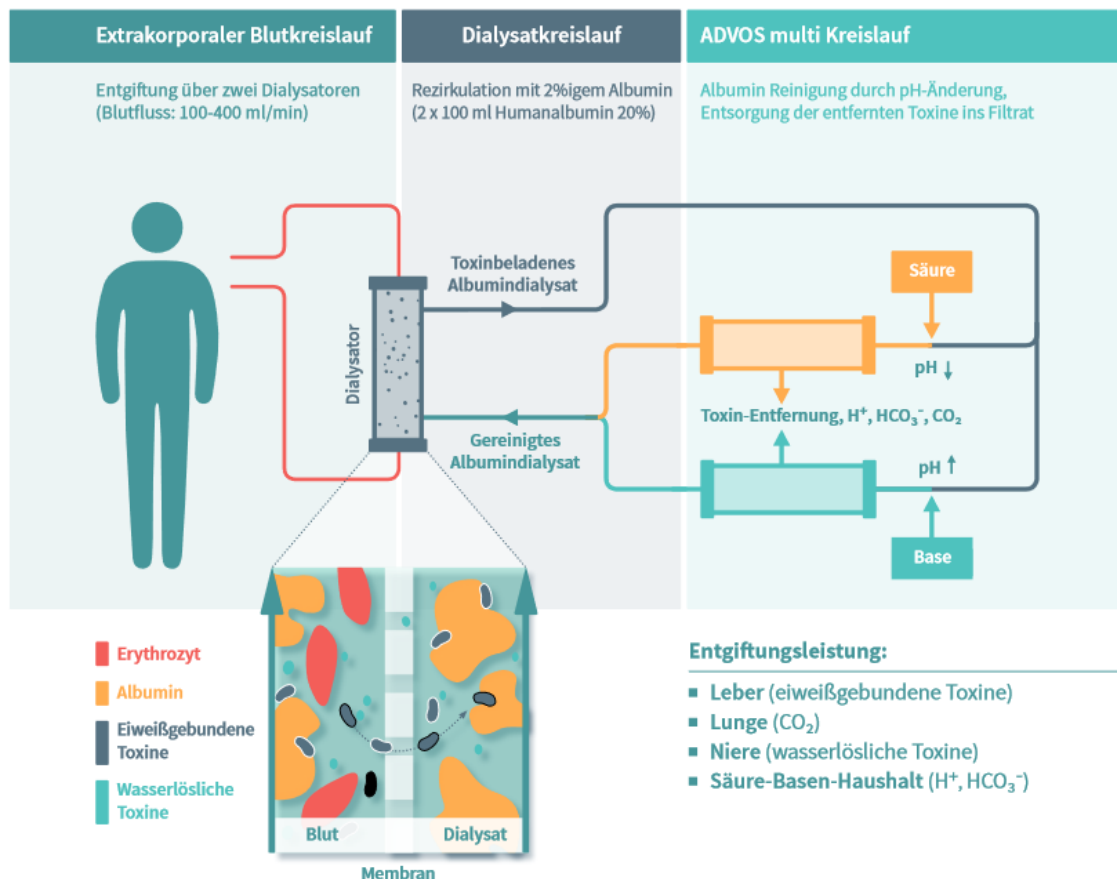 Extrakorporaler Blutkreislauf
Entgiftung über zwei Dialysatoren
(Blutfluss: 100-400 ml/min)
Dialysatkreislauf
Rezirkulation mit 2%igem Albumin
(2 x 100 ml Humanalbumin 20%)
ADVOS multi Kreislauf
Albumin Reinigung durch pH-Änderung,
Entsorgung der entfernten Toxine ins Filtrat
Dialysator
Toxinbeladenes
Albumindialysat
Gereinigtes
Albumindialysat
Säure
pH ↓
Toxin-Entfernung, H⁺, HCO₃⁻, CO₂
pH ↑
Base
Erythrozyt
Albumin
Eiweißgebundene
Toxine
Wasserlösliche
Toxine
Blut
Dialysat
Membran
Entgiftungsleistung:
▪ Leber (eiweißgebundene Toxine)
▪ Lunge (CO₂)
▪ Niere (wasserlösliche Toxine)
▪ Säure-Basen-Haushalt (H⁺, HCO₃⁻)